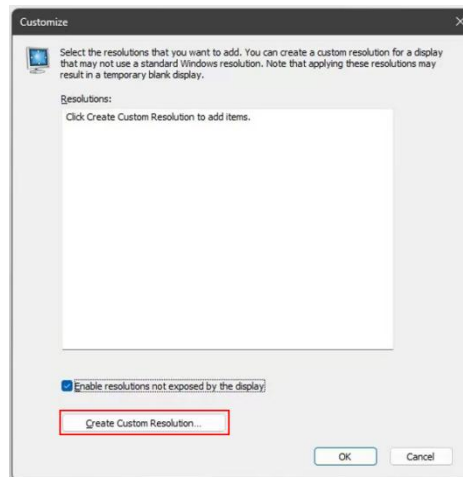 Customize
Select the resolutions that you want to add. You can create a custom resolution for a display
that may not use a standard Windows resolution. Note that applying these resolutions may
result in a temporary blank display.
Resolutions:
Click Create Custom Resolution to add items.
Enable resolutions not exposed by the display
Create Custom Resolution...
OK Cancel